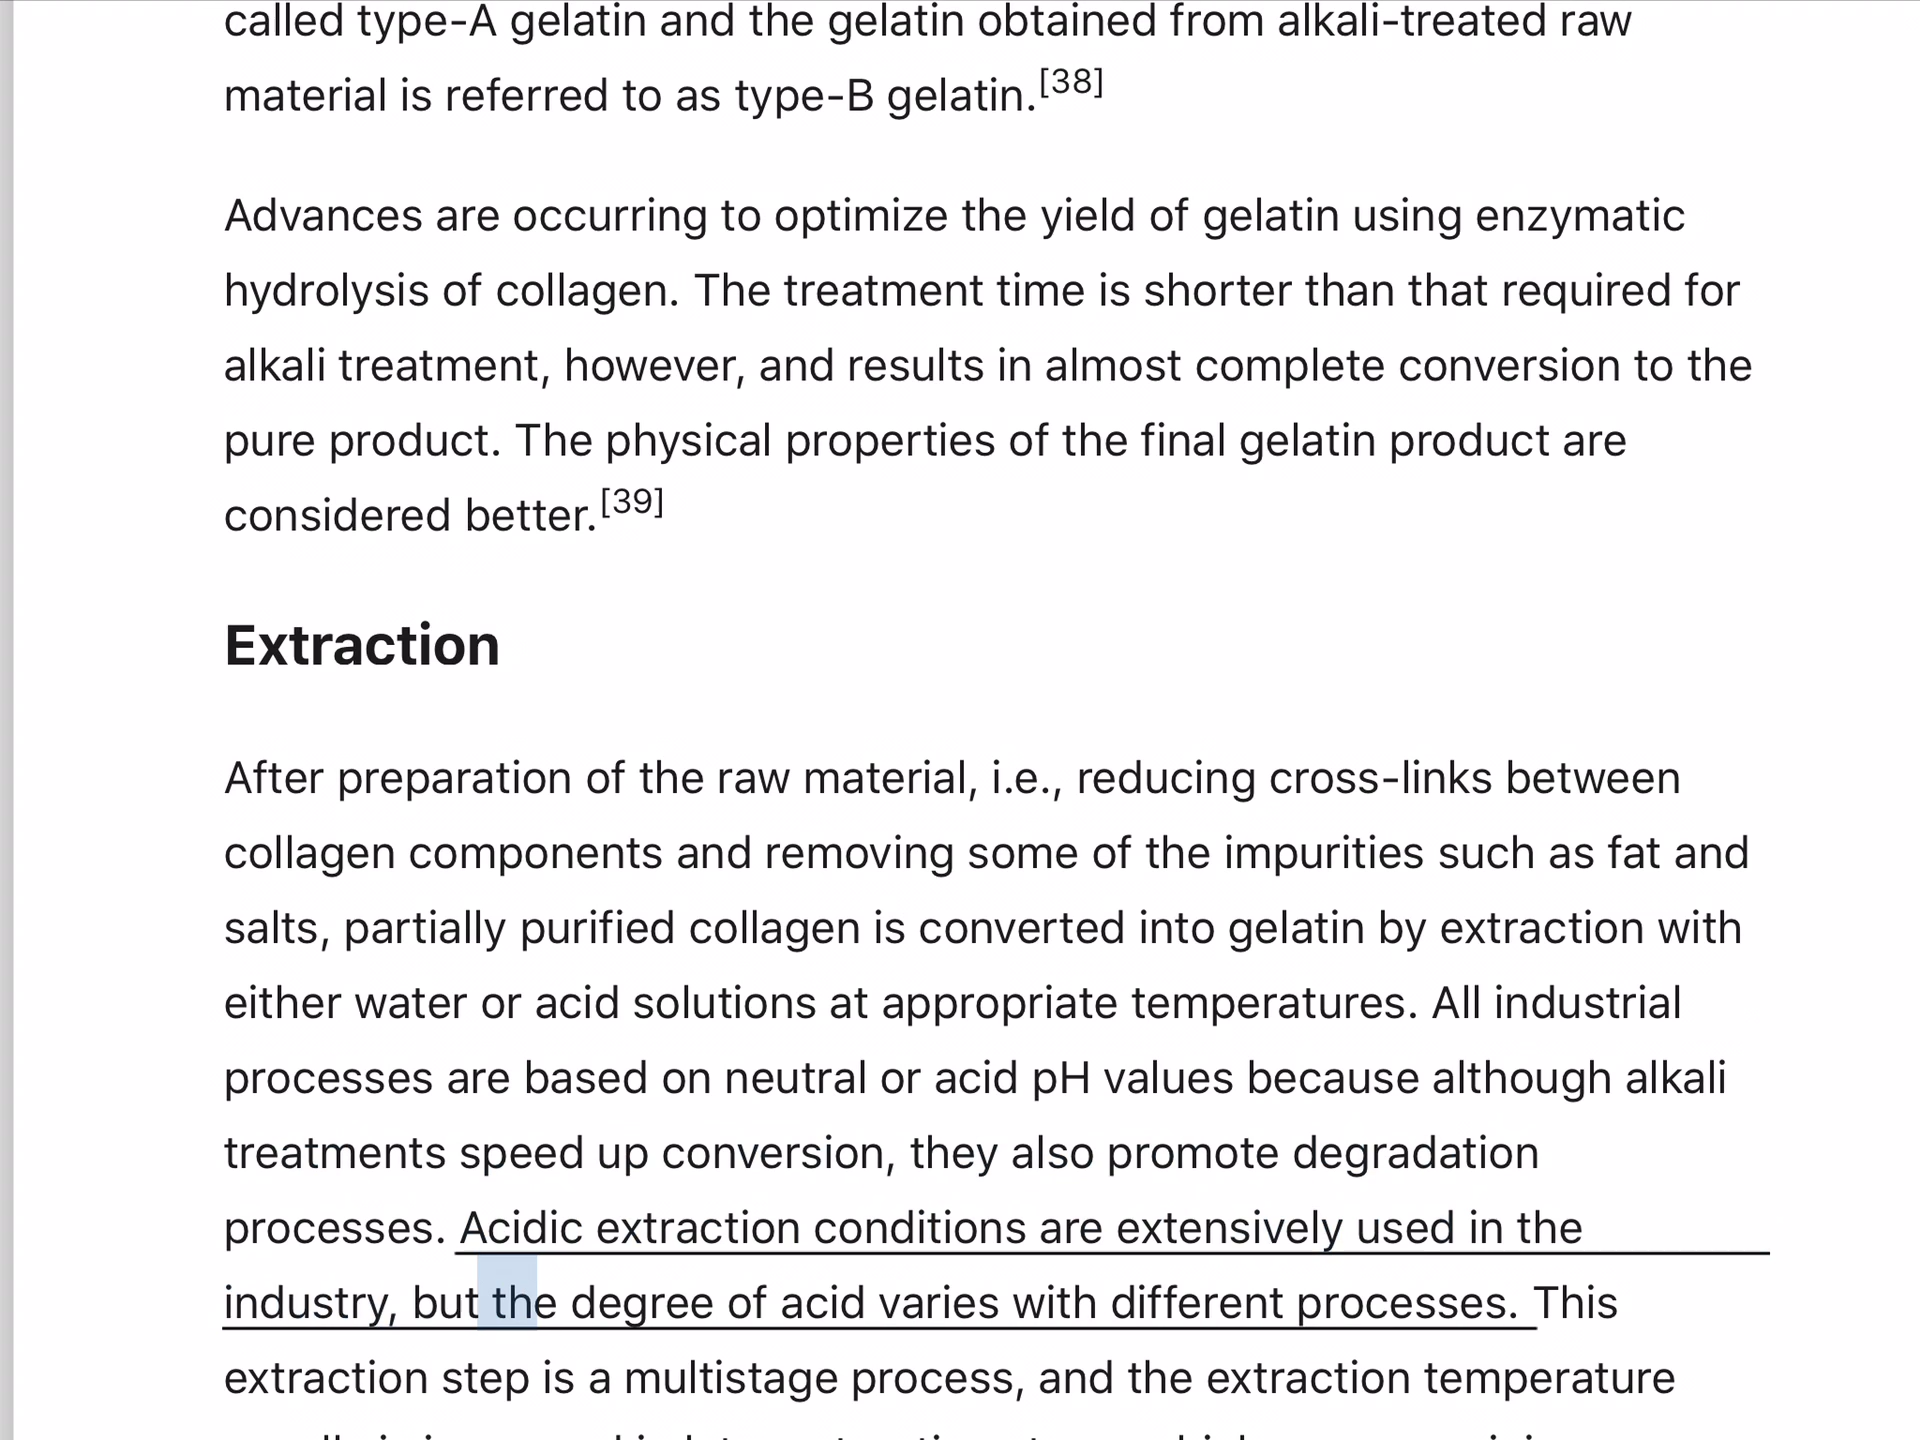 called type-A gelatin and the gelatin obtained from alkali-treated raw
material is referred to as type-B gelatin.[38]
Advances are occurring to optimize the yield of gelatin using enzymatic
hydrolysis of collagen. The treatment time is shorter than that required for
alkali treatment, however, and results in almost complete conversion to the
pure product. The physical properties of the final gelatin product are
considered better.[39]
Extraction
After preparation of the raw material, i.e., reducing cross-links between
collagen components and removing some of the impurities such as fat and
salts, partially purified collagen is converted into gelatin by extraction with
either water or acid solutions at appropriate temperatures. All industrial
processes are based on neutral or acid pH values because although alkali
treatments speed up conversion, they also promote degradation
processes. Acidic extraction conditions are extensively used in the
industry, but the degree of acid varies with different processes. This
extraction step is a multistage process, and the extraction temperature